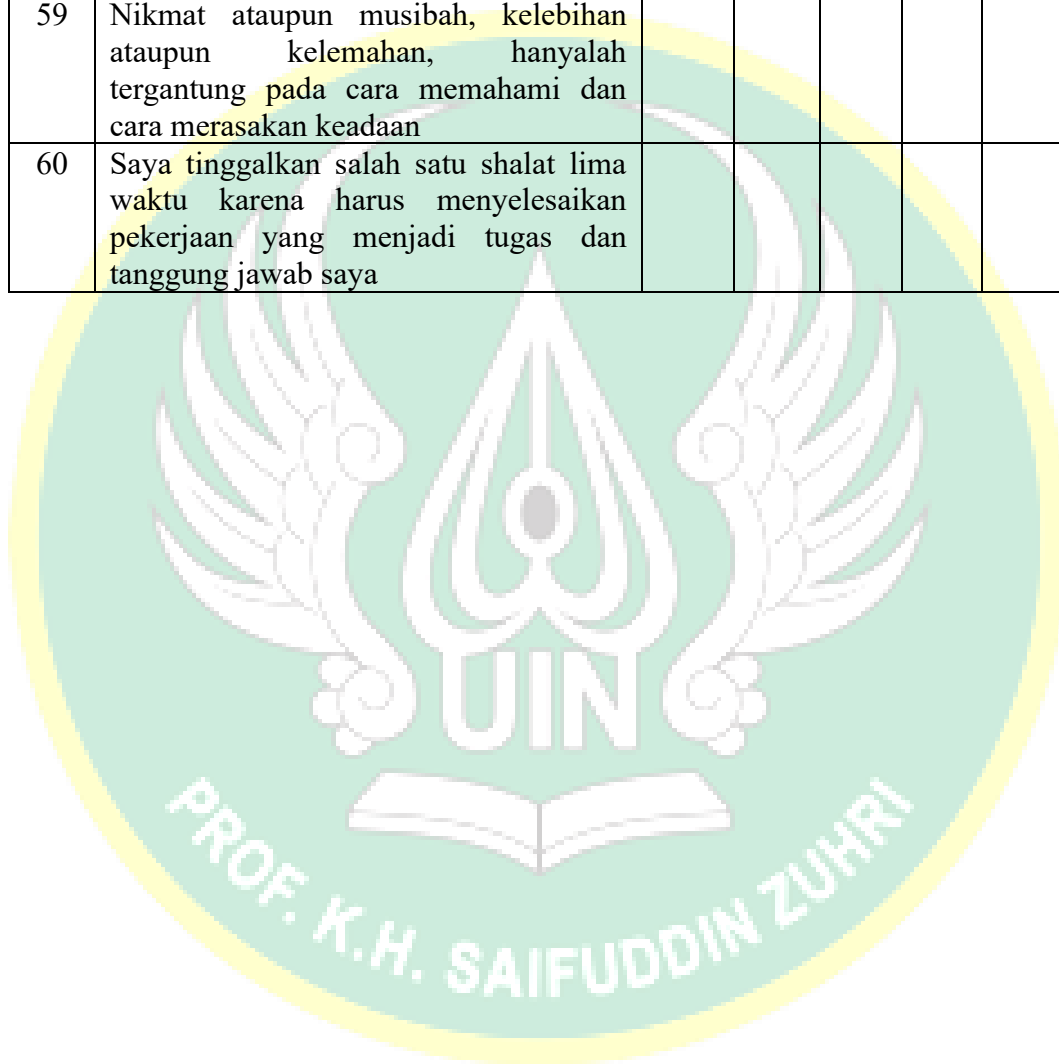 59 Nikmat ataupun musibah, kelebihan
ataupun kelemahan, hanyalah
tergantung pada cara memahami dan
cara merasakan keadaan
60 Saya tinggalkan salah satu shalat lima
waktu karena harus menyelesaikan
pekerjaan yang menjadi tugas dan
tanggung jawab saya
UIN
PROF. K.H. SAIFUDDIN ZUHRI